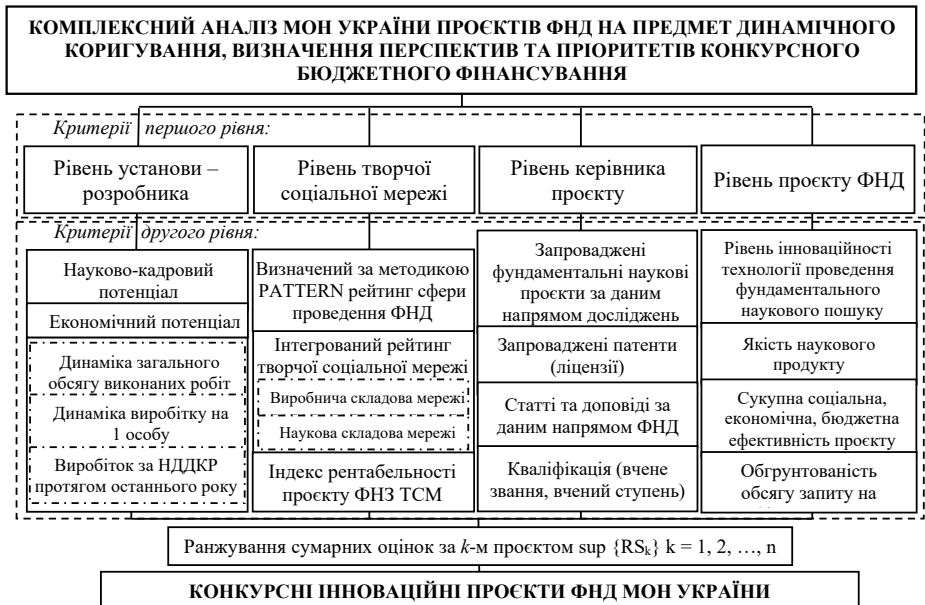 КОМПЛЕКСНИЙ АНАЛІЗ МОН УКРАЇНИ ПРОЄКТІВ ФНД НА ПРЕДМЕТ ДИНАМІЧНОГО
КОРИГУВАННЯ, ВИЗНАЧЕННЯ ПЕРСПЕКТИВ ТА ПРІОРИТЕТІВ КОНКУРСНОГО
БЮДЖЕТНОГО ФІНАНСУВАННЯ
Критерії першого рівня:
Рівень установи –
розробника
Рівень творчої
соціальної мережі
Рівень керівника
проєкту
Рівень проєкту ФНД
Критерії другого рівня:
Науково-кадровий
потенціал
Економічний потенціал
Динаміка загального
обсягу виконаних робіт
Динаміка виробітку на
1 особу
Виробіток за НДДКР
протягом останнього року
Визначений за методикою
PATTERN рейтинг сфери
проведення ФНД
Інтегрований рейтинг
творчої соціальної мережі
Виробнича складова мережі
Наукова складова мережі
Індекс рентабельності
проєкту ФНЗ ТСМ
Запроваджені
фундаментальні наукові
проєкти за даним
напрямом досліджень
Запроваджені патенти
(ліцензії)
Статті та доповіді за
даним напрямом ФНД
Кваліфікація (вчене
звання, вчений ступень)
Рівень інноваційності
технології проведення
фундаментального
наукового пошуку
Якість наукового
продукту
Сукупна соціальна,
економічна, бюджетна
ефективність проєкту
Обгрунтованість
обсягу запиту на
Ранжування сумарних оцінок за k-м проєктом sup {RSk} k = 1, 2, …, n
КОНКУРСНІ ІННОВАЦІЙНІ ПРОЄКТИ ФНД МОН УКРАЇНИ